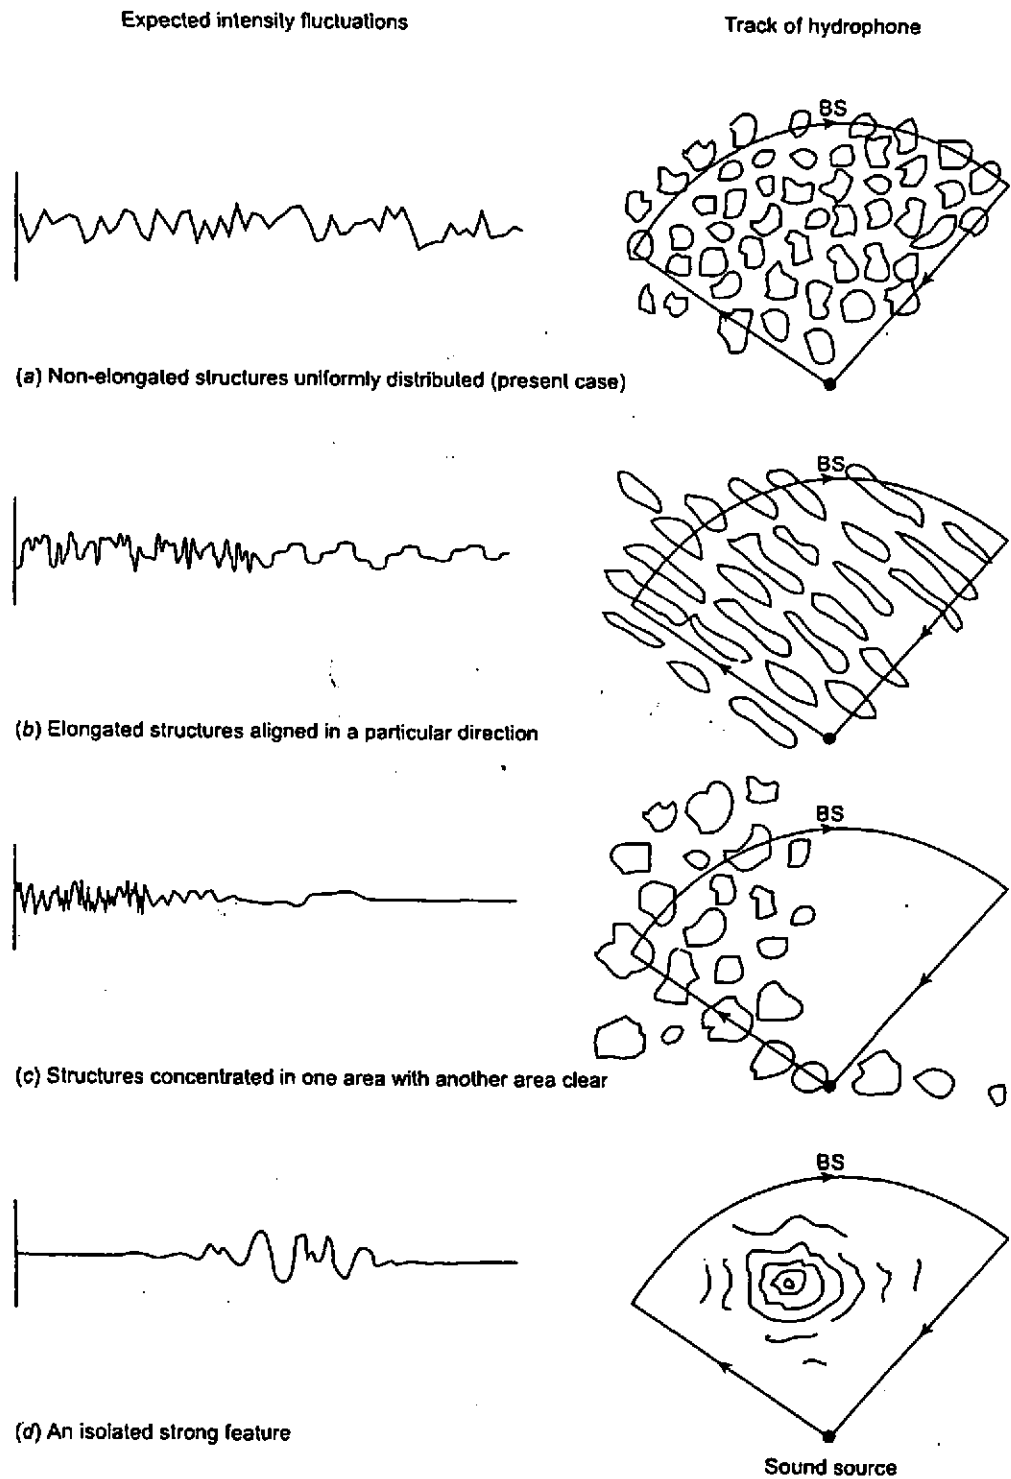 Expected intensity fluctuations
Track of hydrophone
BS
(a) Non-elongated structures uniformly distributed (present case)
BS
(b) Elongated structures aligned in a particular direction
BS
(c) Structures concentrated in one area with another area clear
BS
(d) An isolated strong feature
Sound source